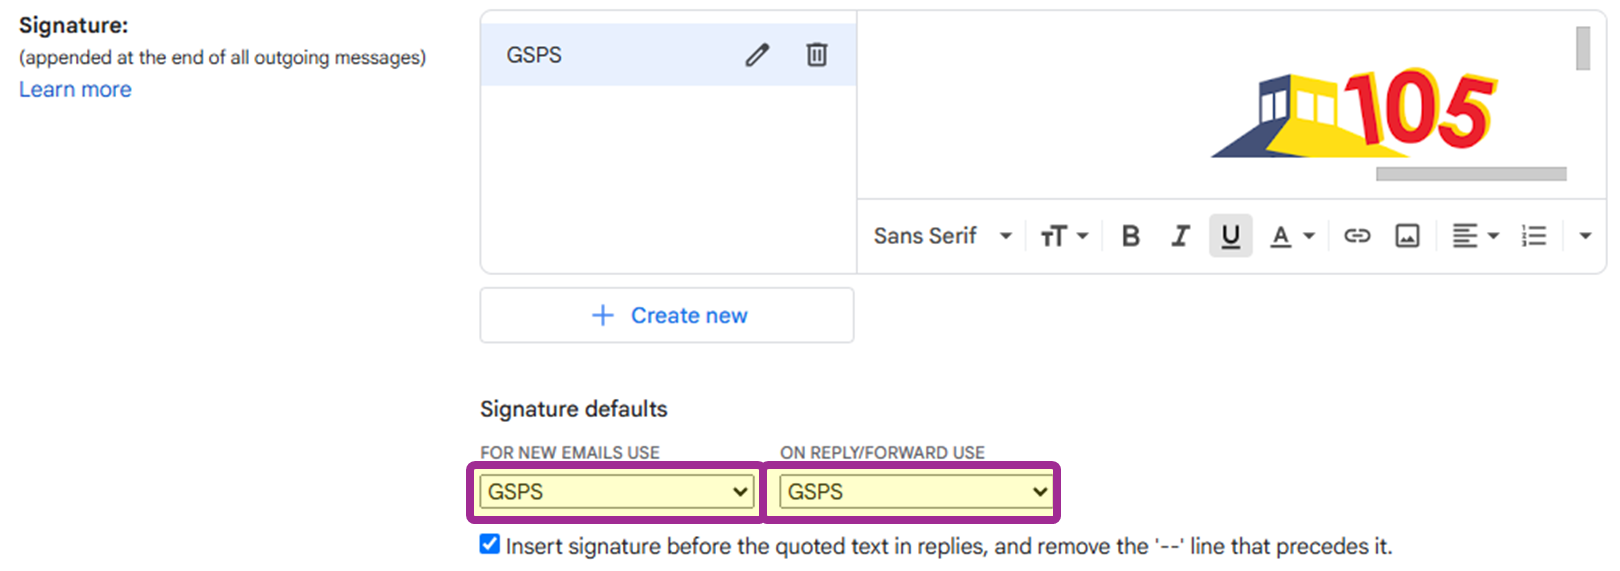 Signature:
(appended at the end of all outgoing messages)
Learn more
GSPS
105
Sans Serif
B I U A
Create new
Signature defaults
FOR NEW EMAILS USE
ON REPLY/FORWARD USE
GSPS
GSPS
Insert signature before the quoted text in replies, and remove the '--' line that precedes it.